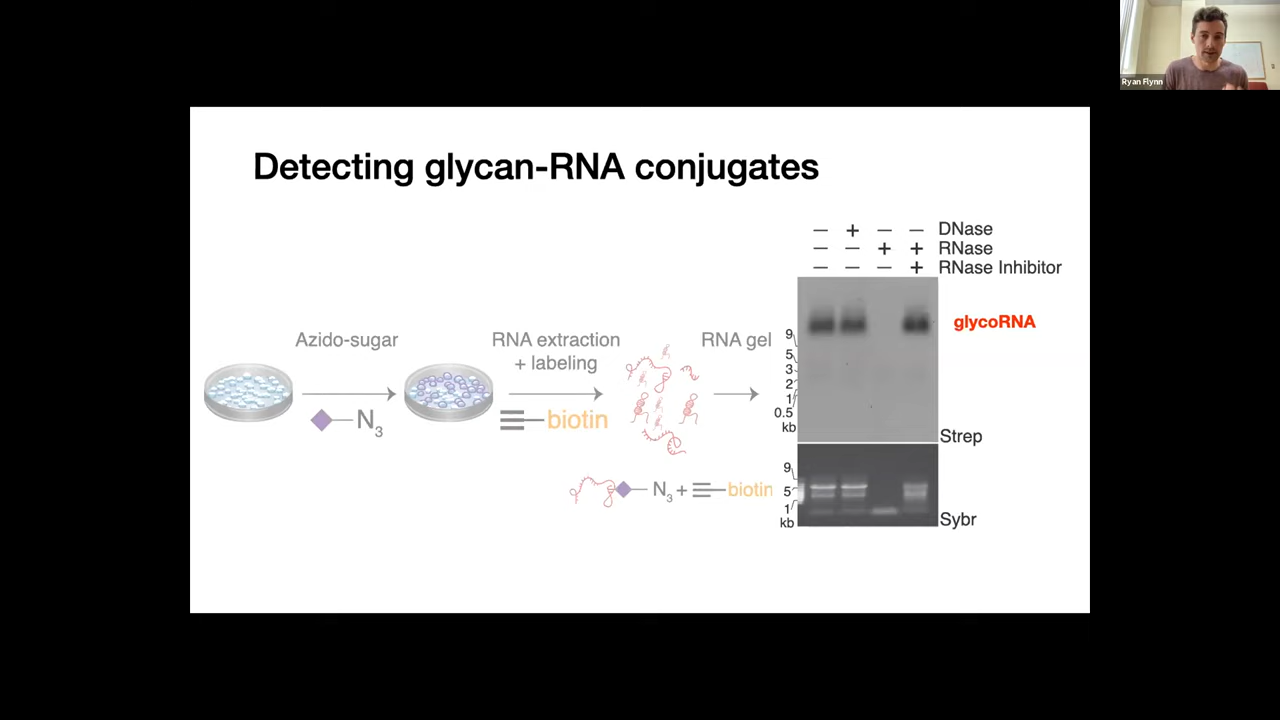 Ryan Flynn
Detecting glycan-RNA conjugates
— + — — DNase
— — + + RNase
— — — + RNase Inhibitor
Azido-sugar
N3
RNA extraction
+ labeling
biotin
RNA gel
N3 + biotin
9
5
3
2
1
0.5
kb
glycoRNA
Strep
9
5
1
kb
Sybr